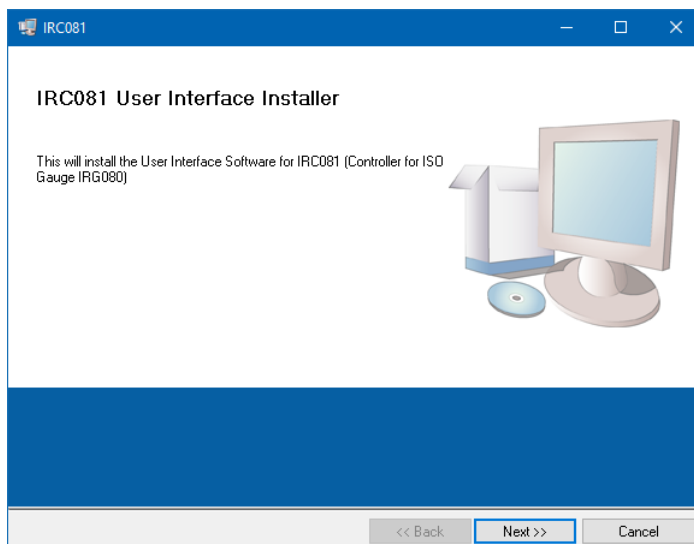 IRC081
IRC081 User Interface Installer
This will install the User Interface Software for IRC081 (Controller for ISO
Gauge IRG080)
<< Back
Next >>
Cancel